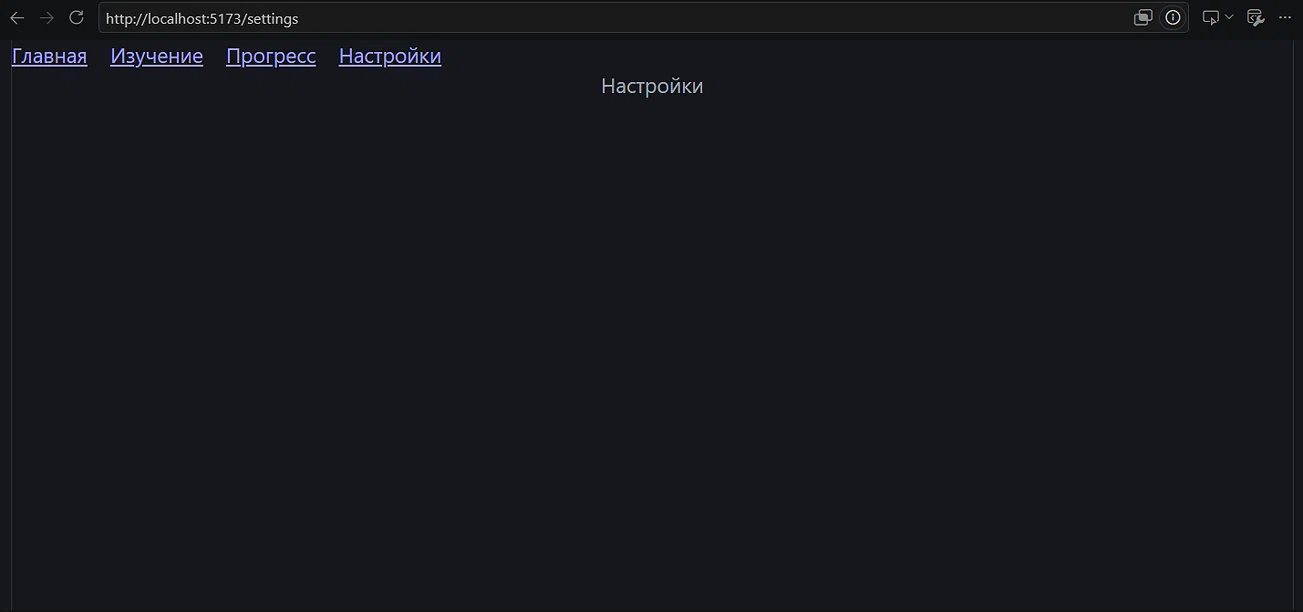 http://localhost:5173/settings
Главная Изучение Прогресс Настройки
Настройки